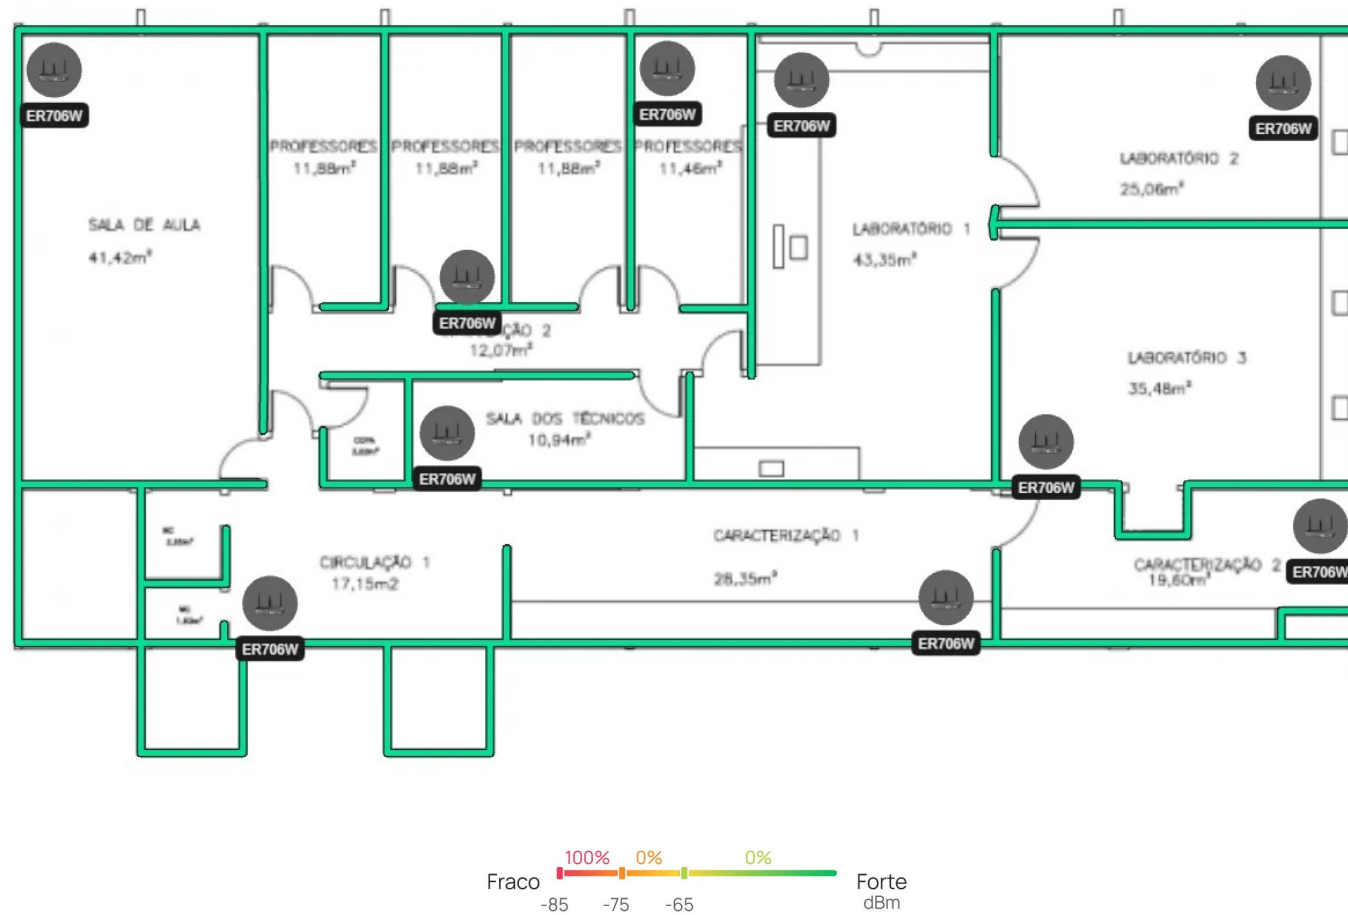 ER706W
ER706W
ER706W
ER706W
PROFESSORES
11,88m²
PROFESSORES
11,88m²
PROFESSORES
11,88m²
PROFESSORES
11,46m²
LABORATÓRIO 2
25,06m²
SALA DE AULA
41,42m²
LABORATÓRIO 1
43,35m²
ER706W
ÇÃO 2
12,07m²
LABORATÓRIO 3
35,48m²
SALA DOS TÉCNICOS
10,94m²
COPA
ER706W
ER706W
WC
CIRCULAÇÃO 1
17,15m2
CARACTERIZAÇÃO 1
28,35m²
CARACTERIZAÇÃO 2
19,60m²
ER706W
WC
ER706W
ER706W
100% 0% 0%
Fraco Forte
-85 -75 -65 dBm